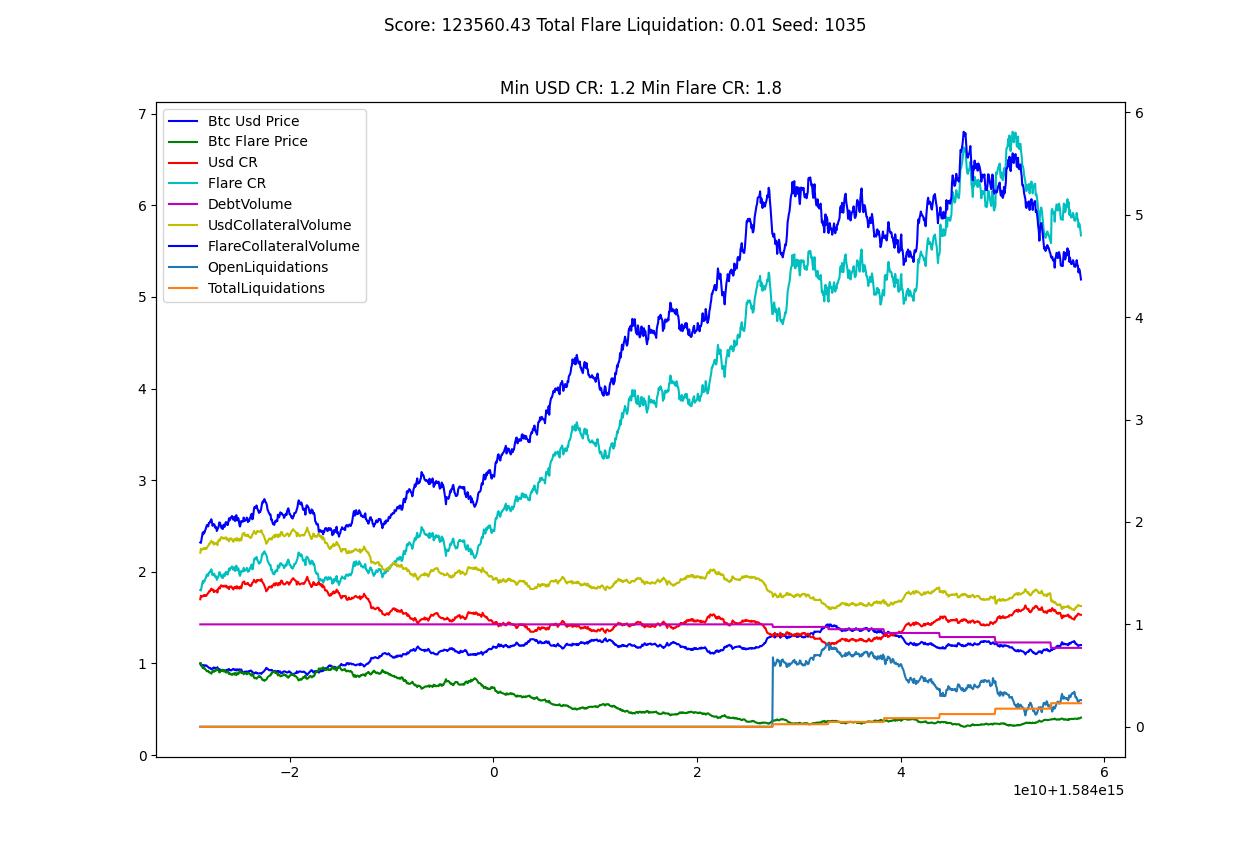 Score: 123560.43 Total Flare Liquidation: 0.01 Seed: 1035
Min USD CR: 1.2 Min Flare CR: 1.8
Btc Usd Price
Btc Flare Price
Usd CR
Flare CR
DebtVolume
UsdCollateralVolume
FlareCollateralVolume
OpenLiquidations
TotalLiquidations
7
6
5
4
3
2
1
0
6
5
4
3
2
1
0
−2
0
2
4
6
1e10+1.584e15